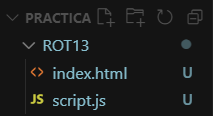 PRACTICA
ROT13
<> index.html U
JS script.js U